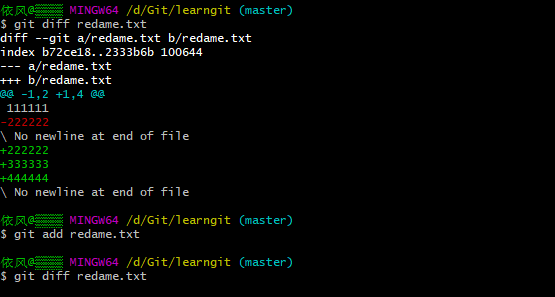 依风@ MINGW64 /d/Git/learngit (master)
$ git diff redame.txt
diff --git a/redame.txt b/redame.txt
index b72ce18..2333b6b 100644
--- a/redame.txt
+++ b/redame.txt
@@ -1,2 +1,4 @@
 111111
-222222
\ No newline at end of file
+222222
+333333
+444444
\ No newline at end of file
依风@ MINGW64 /d/Git/learngit (master)
$ git add redame.txt
依风@ MINGW64 /d/Git/learngit (master)
$ git diff redame.txt